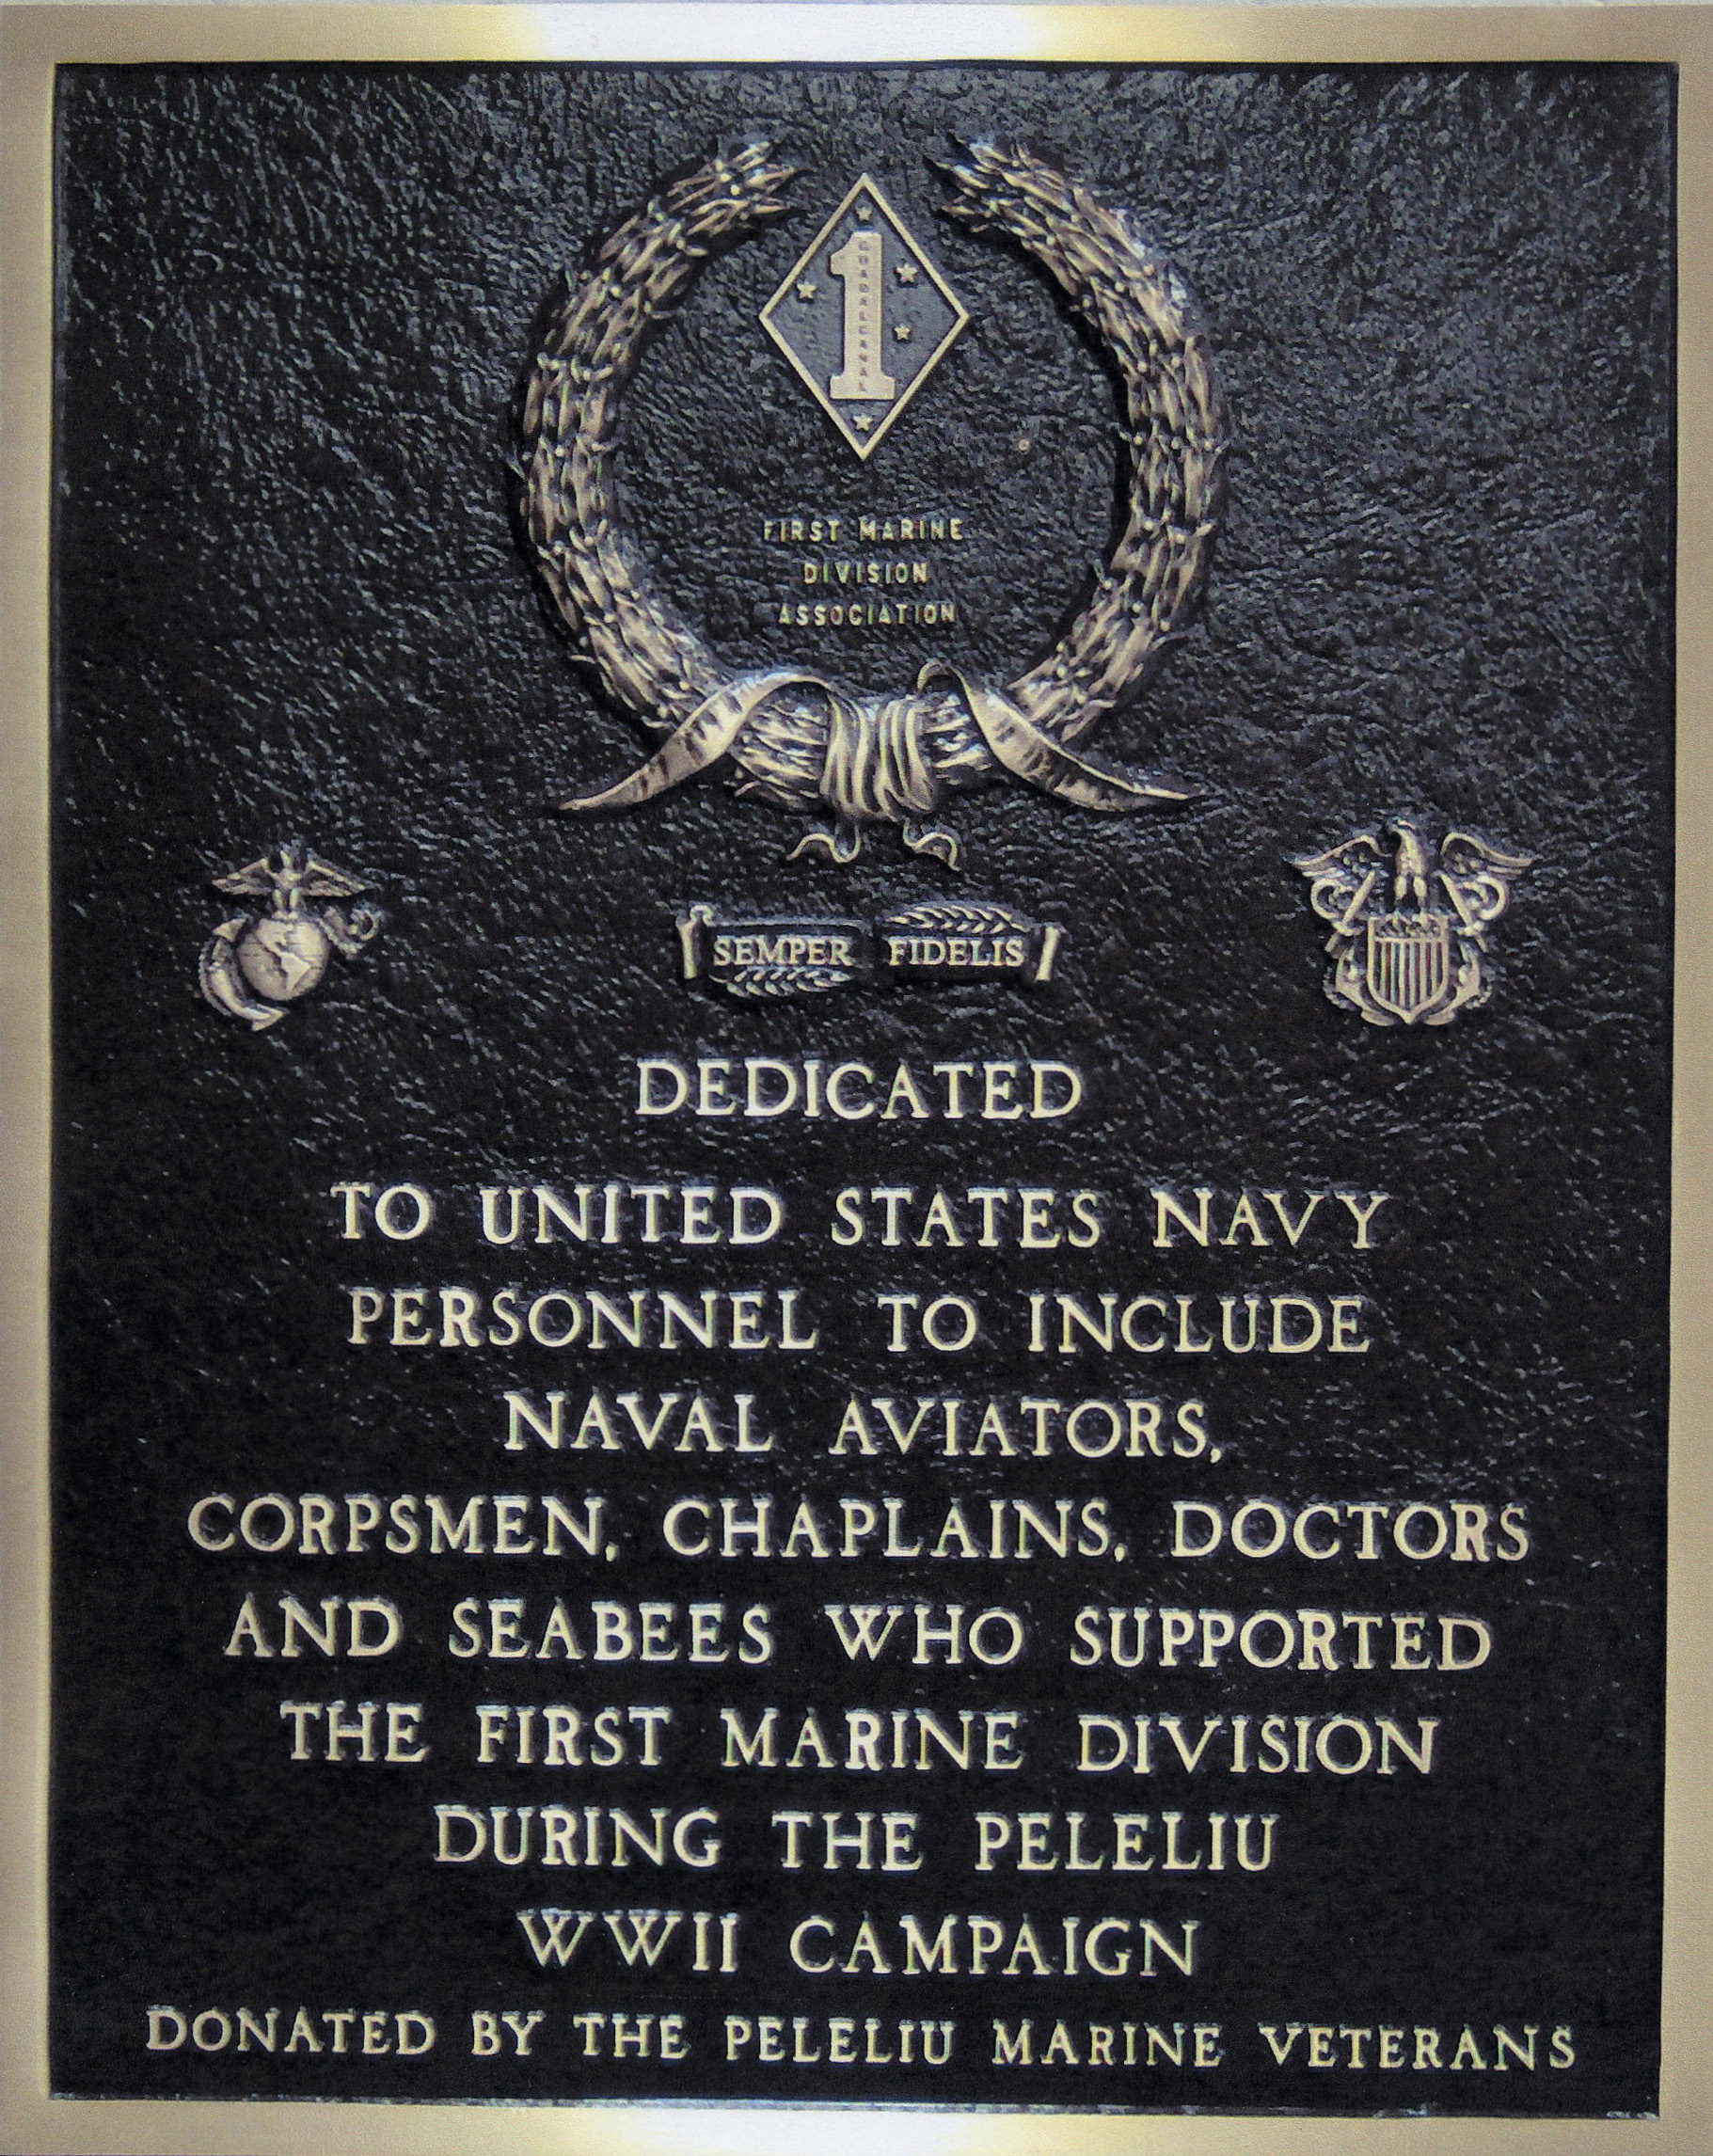 1
GUADALCANAL
FIRST MARINE
DIVISION
ASSOCIATION
SEMPER FIDELIS
DEDICATED
TO UNITED STATES NAVY
PERSONNEL TO INCLUDE
NAVAL AVIATORS,
CORPSMEN, CHAPLAINS, DOCTORS
AND SEABEES WHO SUPPORTED
THE FIRST MARINE DIVISION
DURING THE PELELIU
WWII CAMPAIGN
DONATED BY THE PELELIU MARINE VETERANS